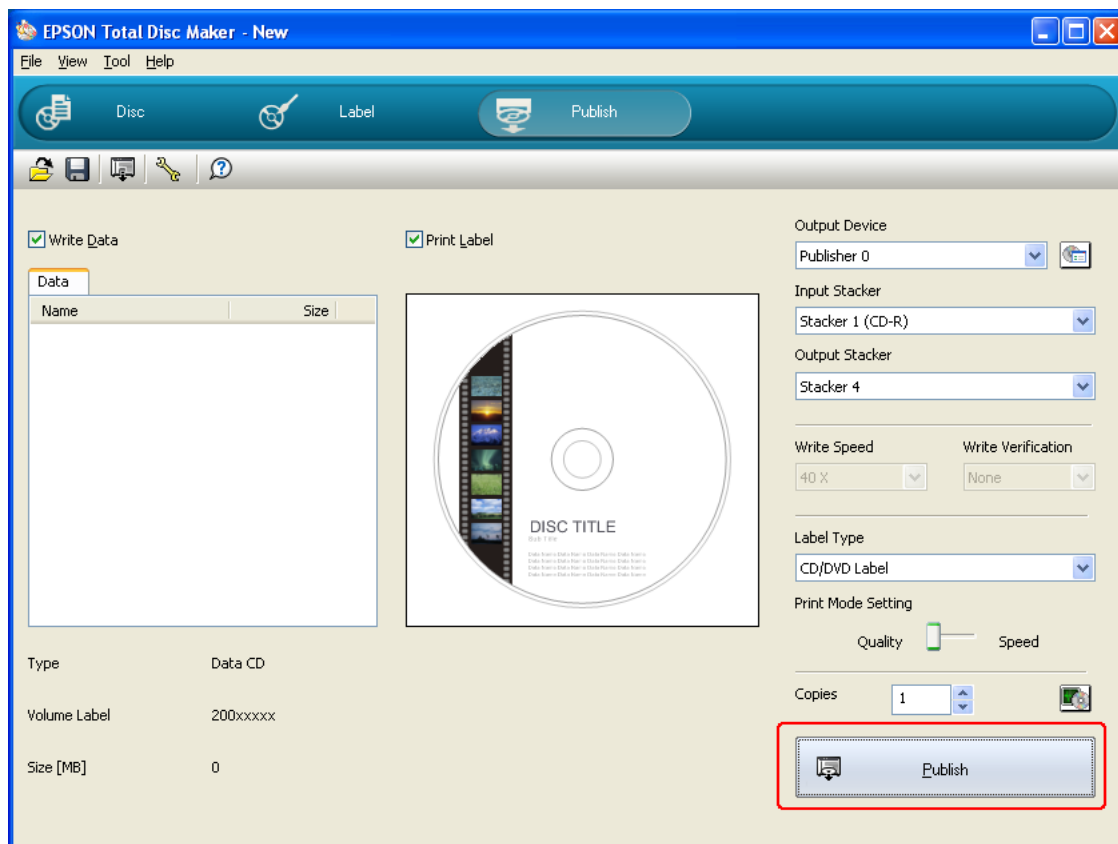 EPSON Total Disc Maker - New
File View Tool Help
Disc Label Publish
Write Data
Print Label
Output Device
Publisher 0
Data
Name Size
Input Stacker
Stacker 1 (CD-R)
Output Stacker
Stacker 4
Write Speed Write Verification
40 X None
DISC TITLE
Sub Title
Label Type
CD/DVD Label
Print Mode Setting
Quality Speed
Type Data CD
Copies 1
Volume Label 200xxxxx
Size [MB] 0
Publish